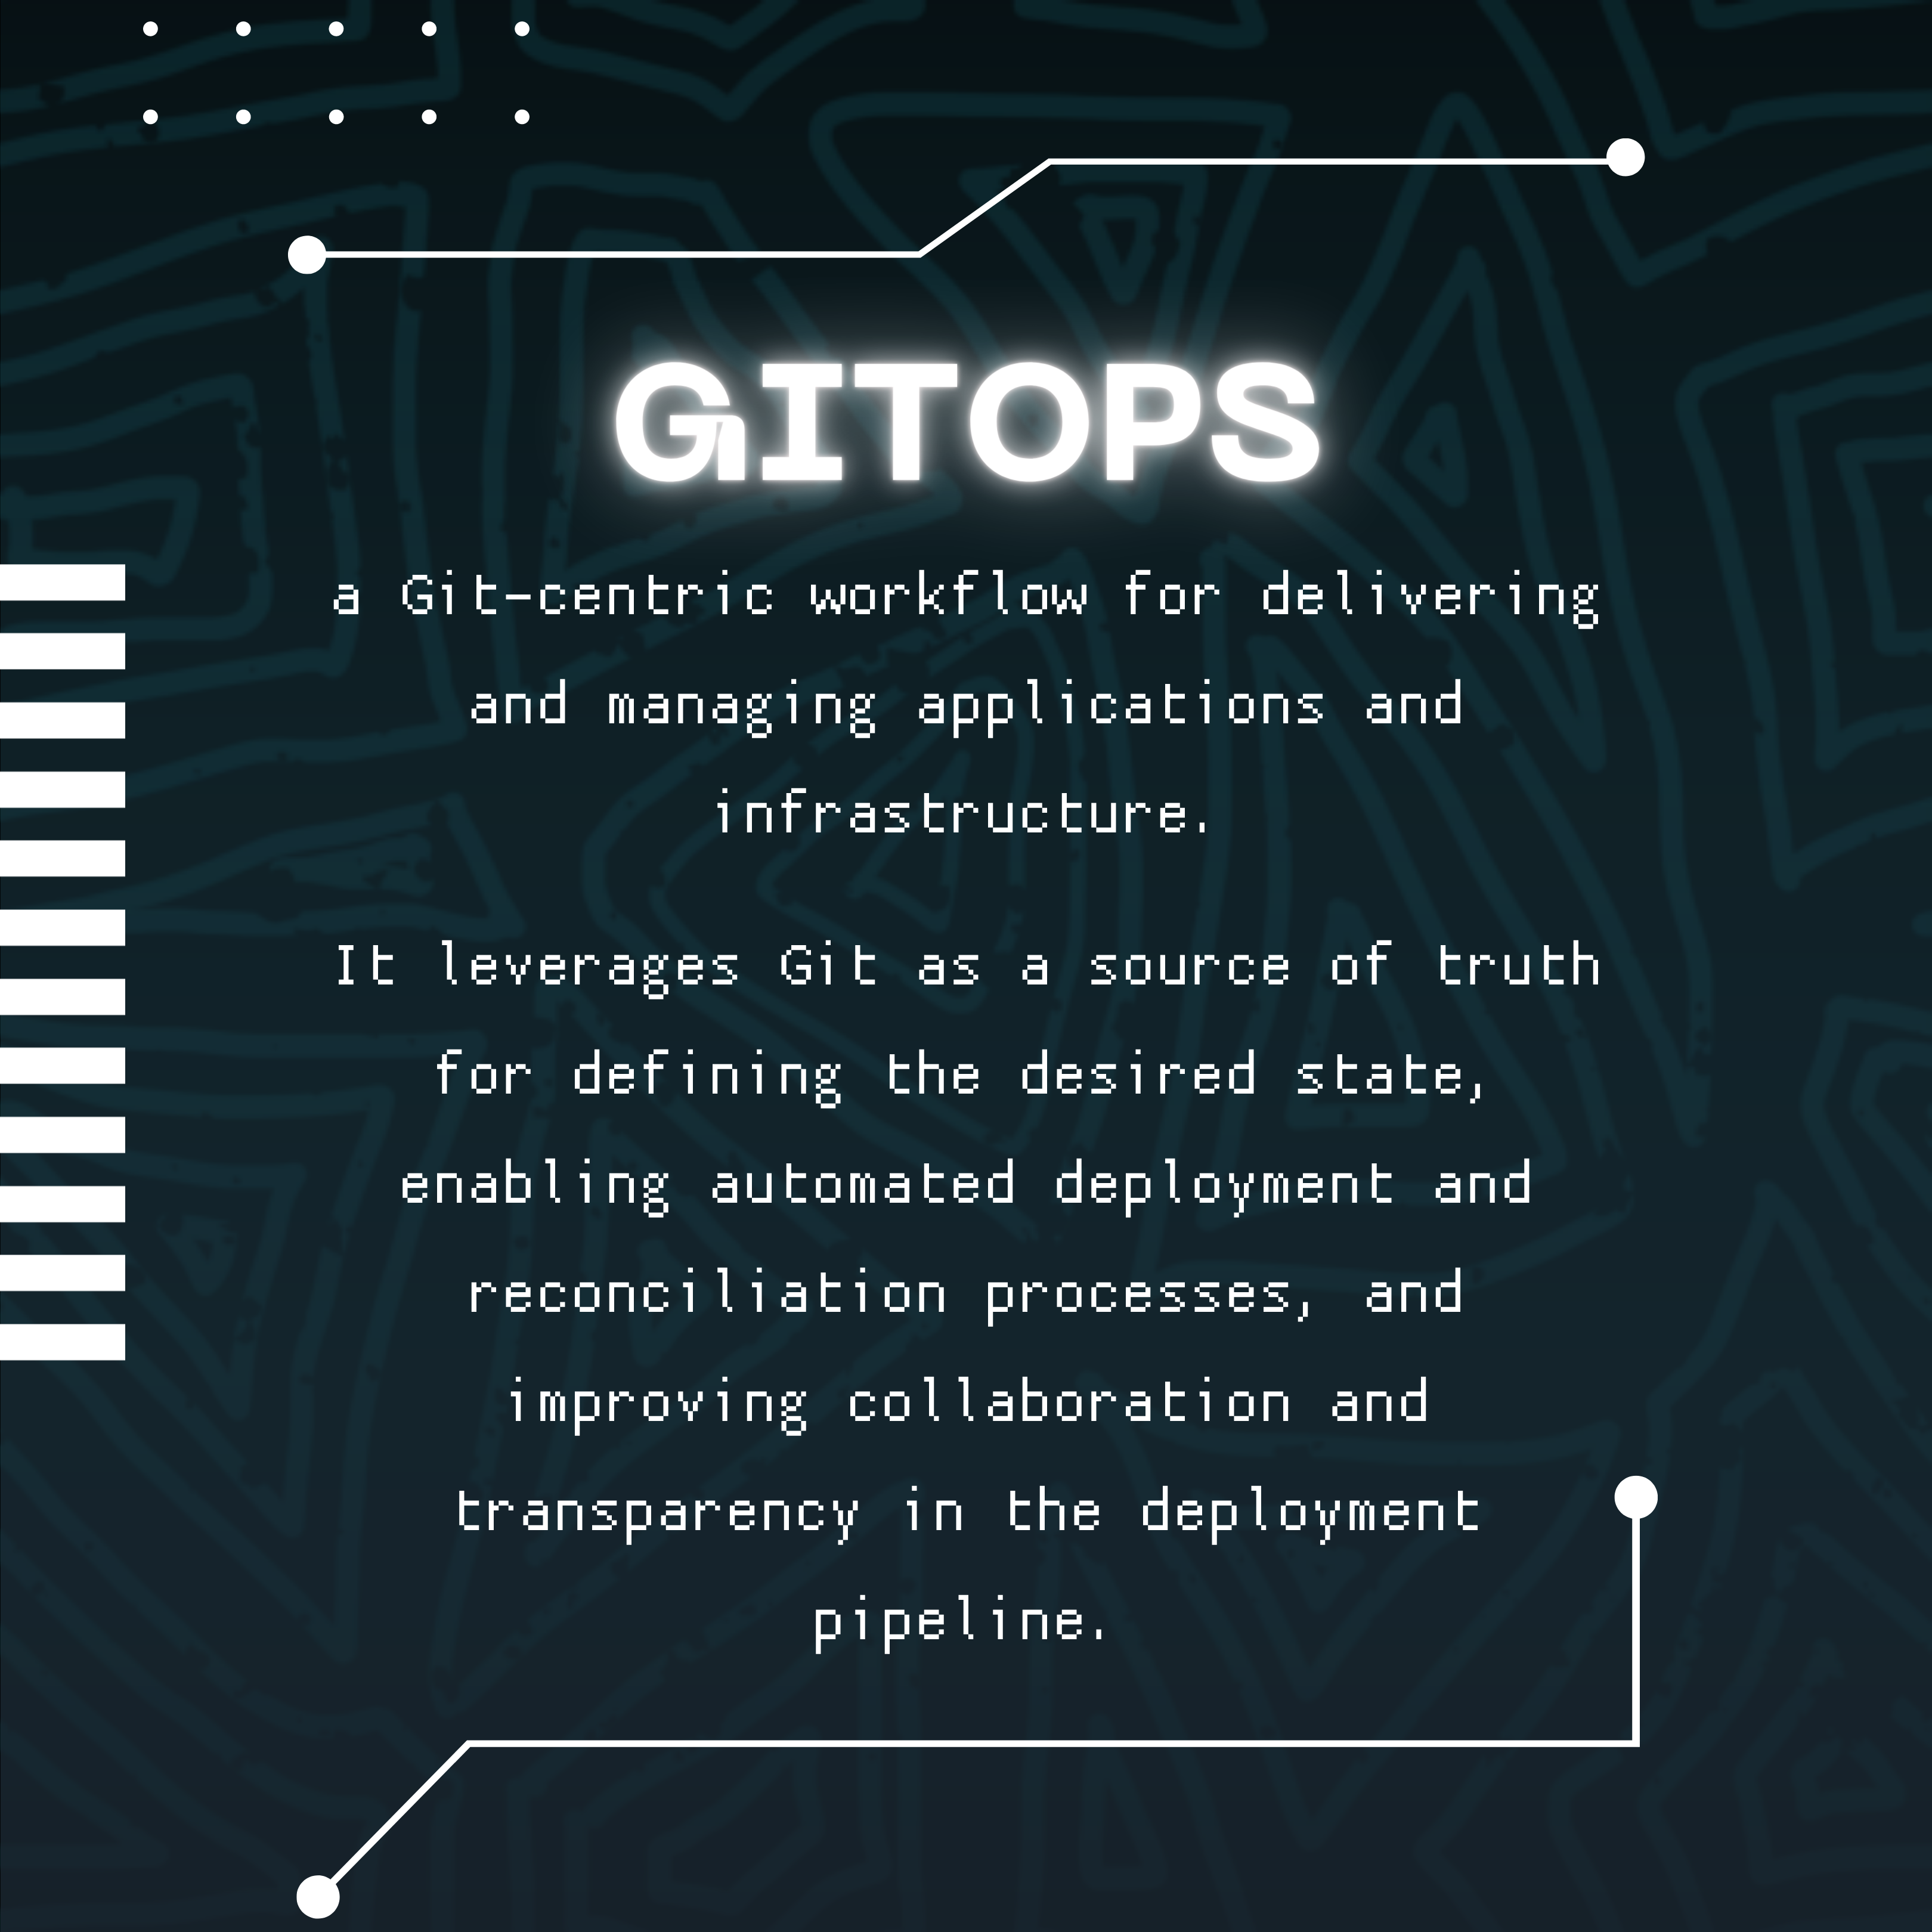 GITOPS
a Git-centric workflow for delivering
and managing applications and
infrastructure.
It leverages Git as a source of truth
for defining the desired state,
enabling automated deployment and
reconciliation processes, and
improving collaboration and
transparency in the deployment
pipeline.